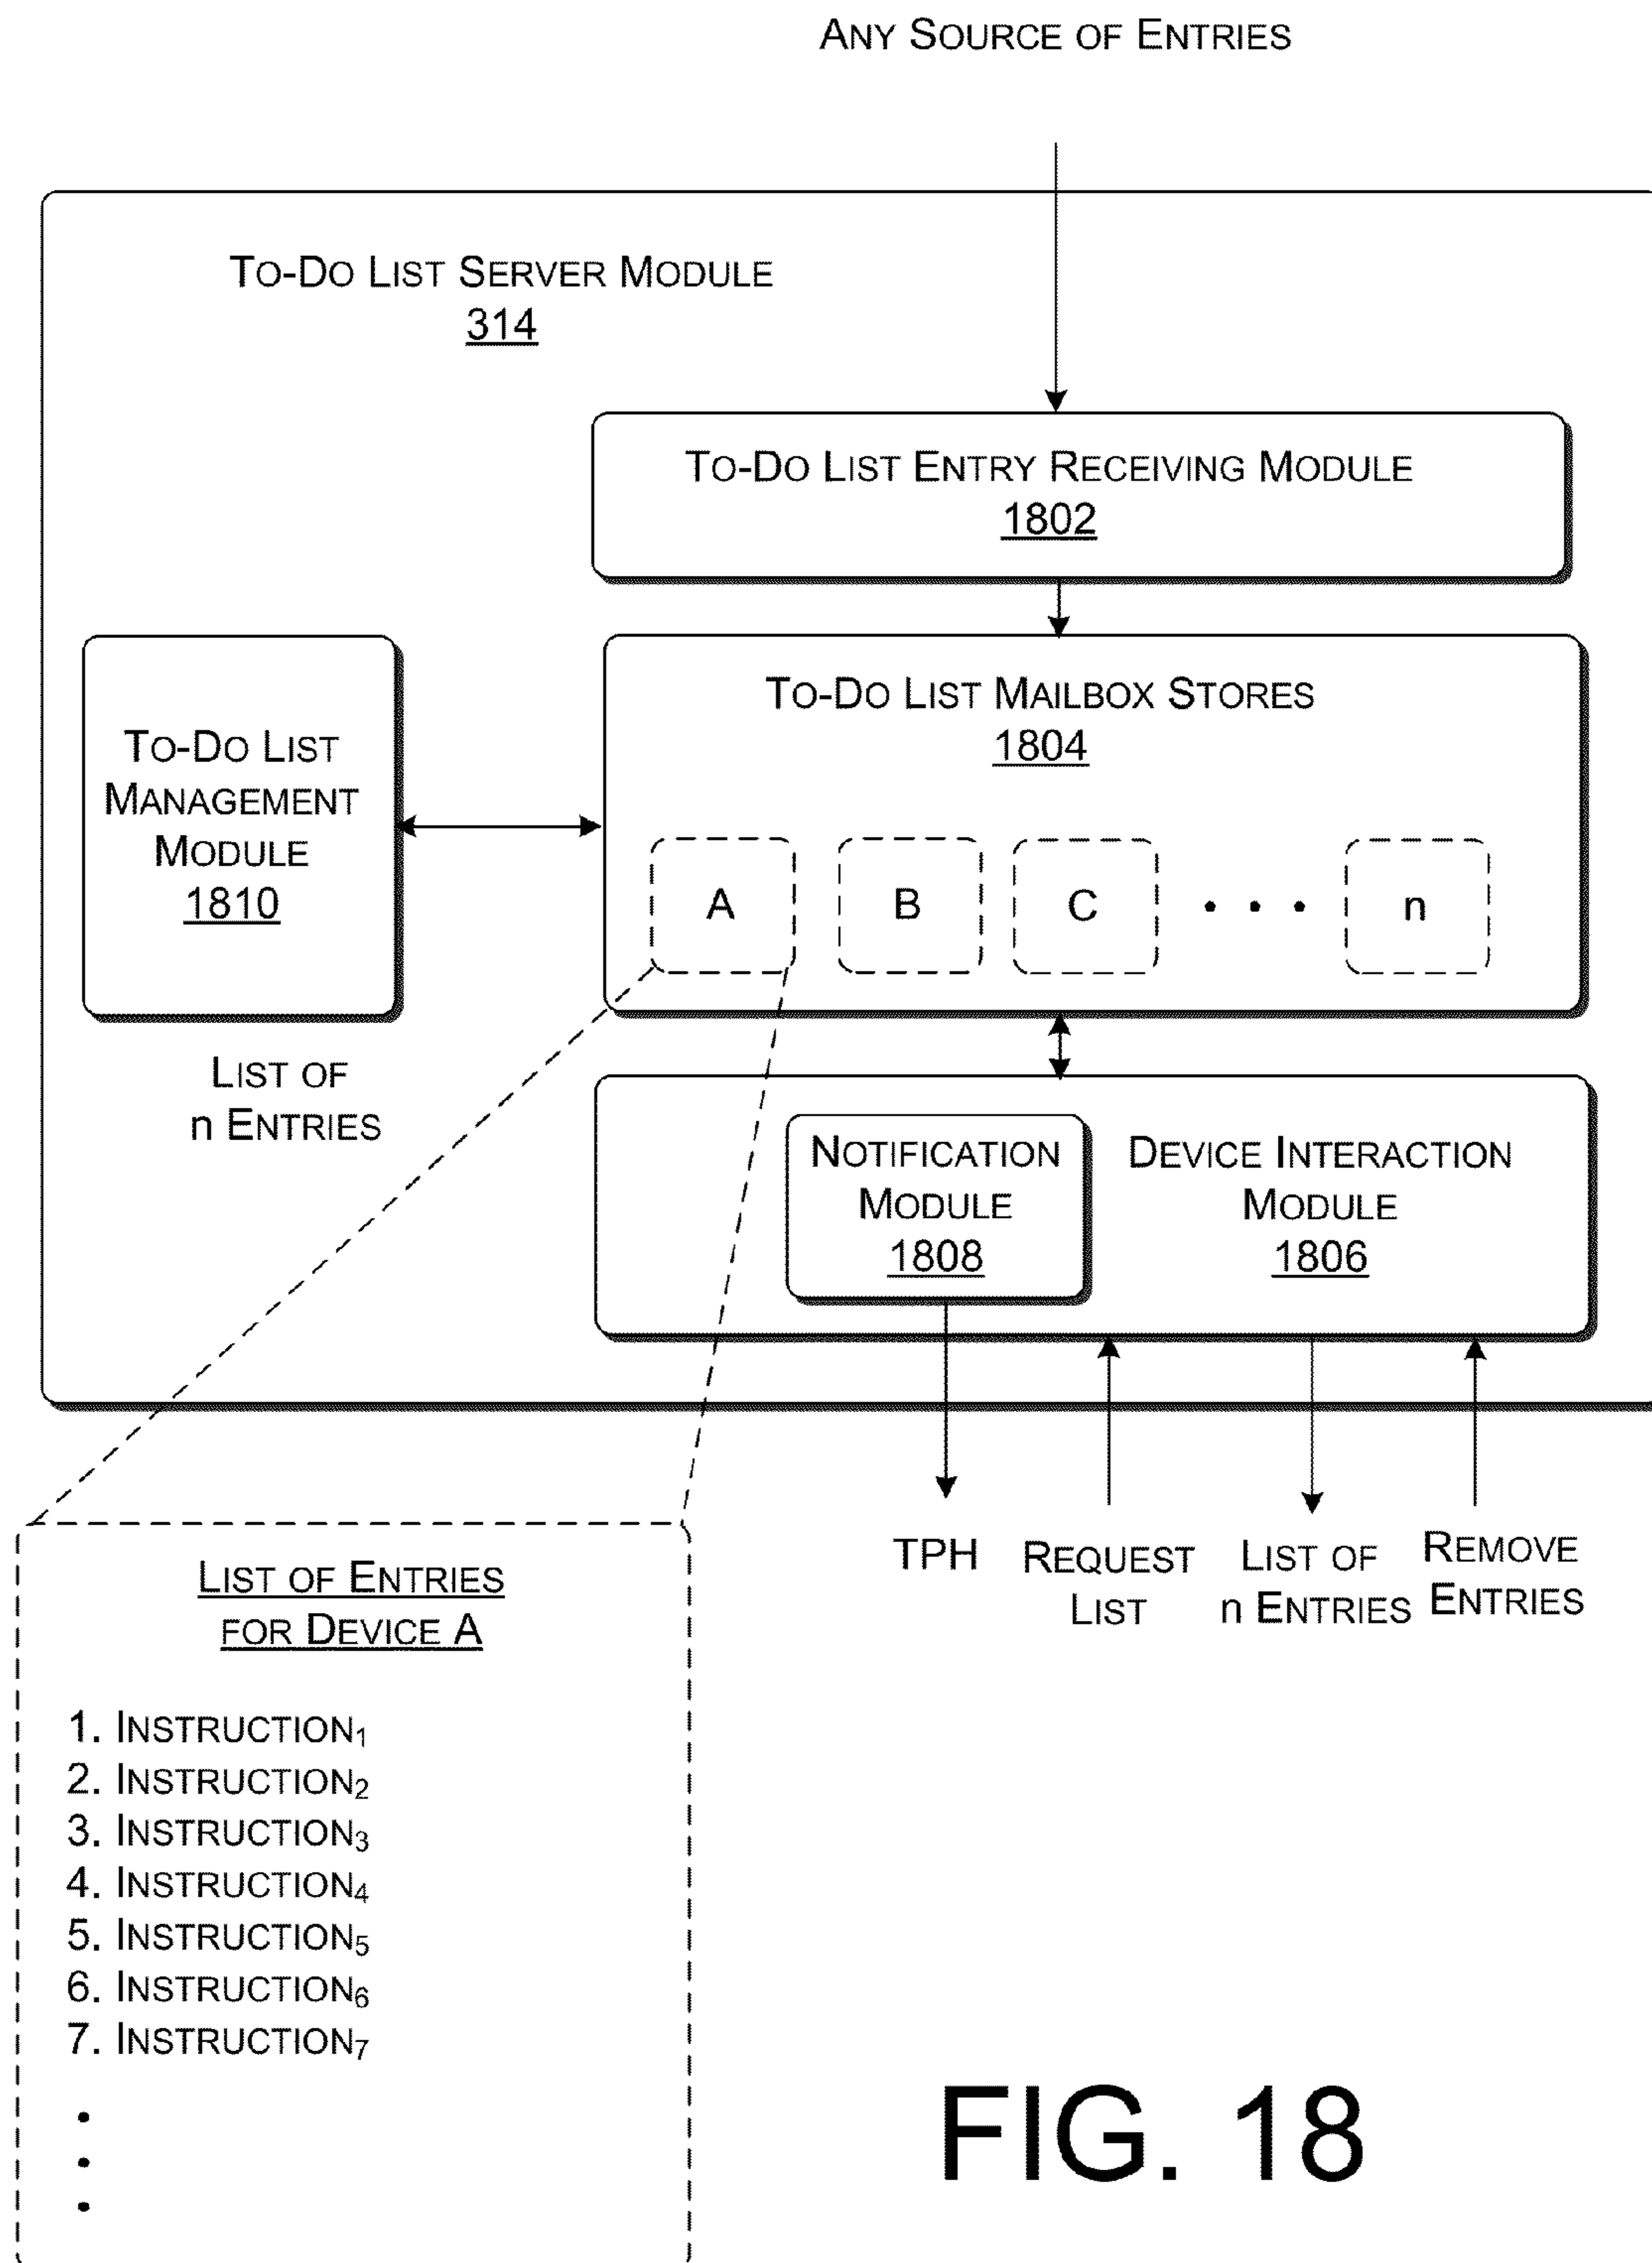 ANY SOURCE OF ENTRIES
TO-DO LIST SERVER MODULE
314
TO-DO LIST ENTRY RECEIVING MODULE
1802
TO-DO LIST MAILBOX STORES
1804
TO-DO LIST
MANAGEMENT
MODULE
1810
A B C • • • n
LIST OF
n ENTRIES
NOTIFICATION
MODULE
1808
DEVICE INTERACTION
MODULE
1806
TPH
REQUEST
LIST
LIST OF
n ENTRIES
REMOVE
ENTRIES
LIST OF ENTRIES
FOR DEVICE A
1. INSTRUCTION₁
2. INSTRUCTION₂
3. INSTRUCTION₃
4. INSTRUCTION₄
5. INSTRUCTION₅
6. INSTRUCTION₆
7. INSTRUCTION₇
•
•
•
FIG. 18